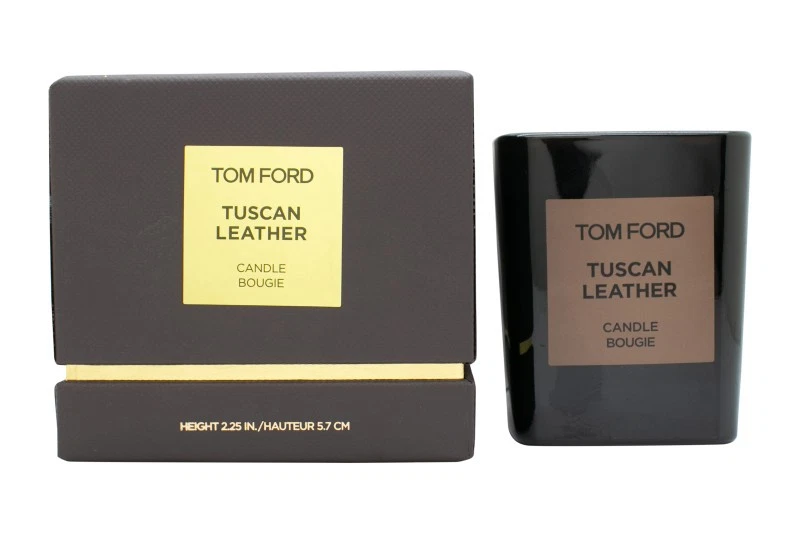 TOM FORD
TUSCAN
LEATHER
CANDLE
BOUGIE
HEIGHT 2.25 IN./HAUTEUR 5.7 CM
TOM FORD
TUSCAN
LEATHER
CANDLE
BOUGIE